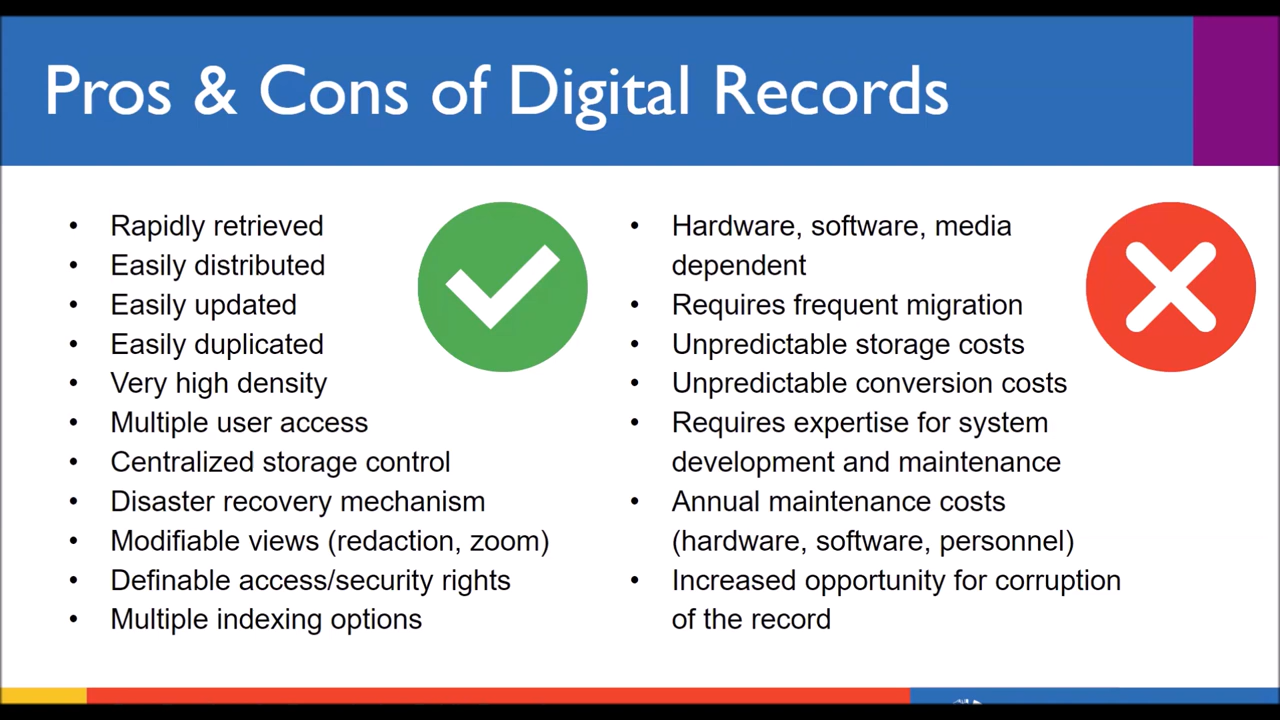 Pros & Cons of Digital Records
• Rapidly retrieved
• Easily distributed
• Easily updated
• Easily duplicated
• Very high density
• Multiple user access
• Centralized storage control
• Disaster recovery mechanism
• Modifiable views (redaction, zoom)
• Definable access/security rights
• Multiple indexing options
• Hardware, software, media
dependent
• Requires frequent migration
• Unpredictable storage costs
• Unpredictable conversion costs
• Requires expertise for system
development and maintenance
• Annual maintenance costs
(hardware, software, personnel)
• Increased opportunity for corruption
of the record